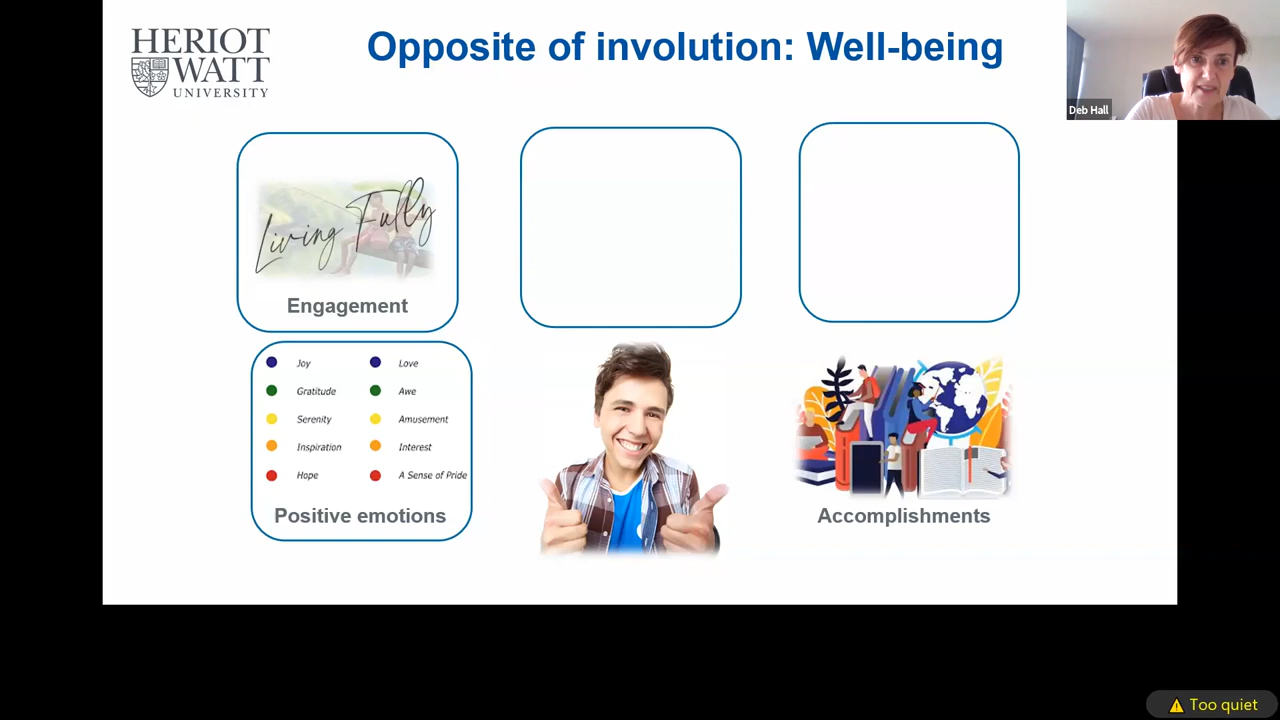 HERIOT
WATT
UNIVERSITY
Opposite of involution: Well-being
Deb Hall
Living Fully
Engagement
Joy
Love
Gratitude
Awe
Serenity
Amusement
Inspiration
Interest
Hope
A Sense of Pride
Positive emotions
Accomplishments
Too quiet